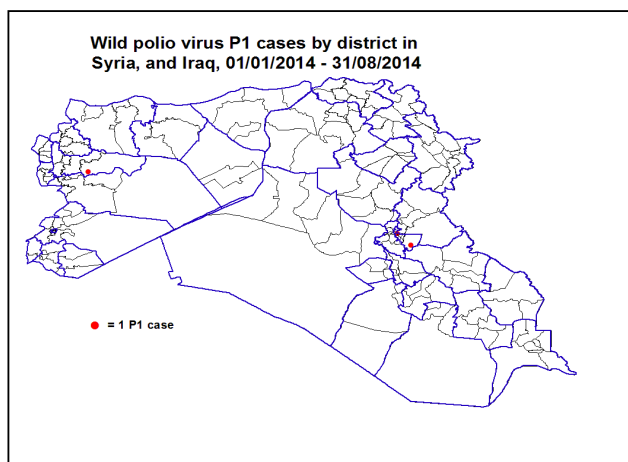 Wild polio virus P1 cases by district in
Syria, and Iraq, 01/01/2014 - 31/08/2014
= 1 P1 case